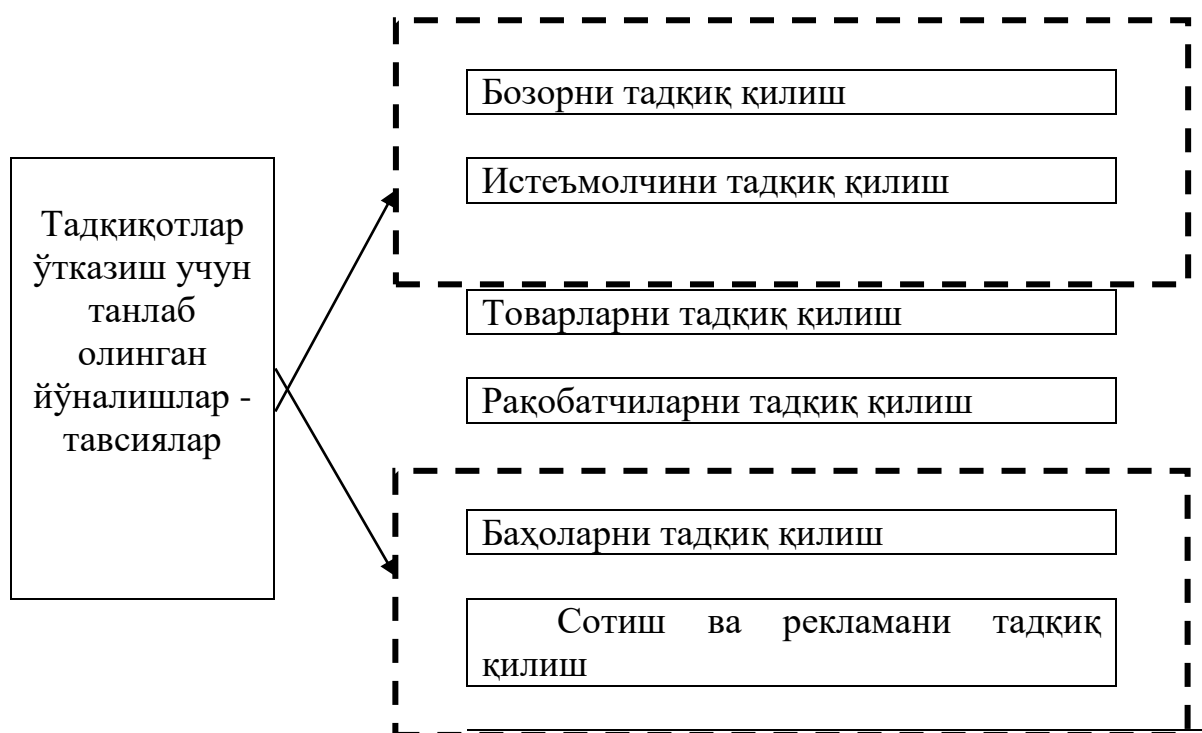 Бозорни тадқиқ қилиш
Истеъмолчини тадқиқ қилиш
Тадқиқотлар
ўтказиш учун
танлаб
олинган
йўналишлар -
тавсиялар
Товарларни тадқиқ қилиш
Рақобатчиларни тадқиқ қилиш
Баҳоларни тадқиқ қилиш
Сотиш ва рекламани тадқиқ
қилиш